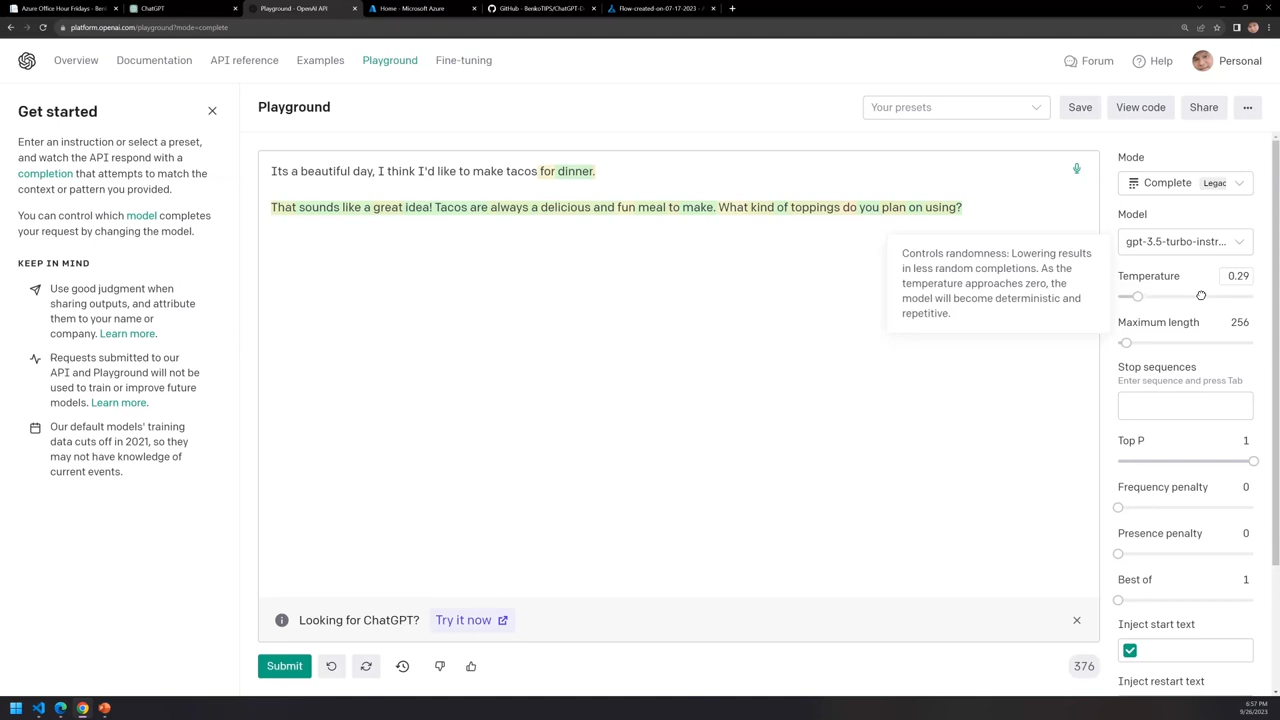 Azure Office Hour Fridays - Benk
ChatGPT
Playground - OpenAI API
Home - Microsoft Azure
GitHub - BenkoTIPS/ChatGPT-De
Flow-created-on-07-17-2023 - A
platform.openai.com/playground?mode=complete
Overview
Documentation
API reference
Examples
Playground
Fine-tuning
Forum
Help
Personal
Get started
Enter an instruction or select a preset,
and watch the API respond with a
completion that attempts to match the
context or pattern you provided.
You can control which model completes
your request by changing the model.
KEEP IN MIND
Use good judgment when
sharing outputs, and attribute
them to your name or
company. Learn more.
Requests submitted to our
API and Playground will not be
used to train or improve future
models. Learn more.
Our default models' training
data cuts off in 2021, so they
may not have knowledge of
current events.
Playground
Your presets
Save
View code
Share
Its a beautiful day, I think I'd like to make tacos for dinner.
That sounds like a great idea! Tacos are always a delicious and fun meal to make. What kind of toppings do you plan on using?
Controls randomness: Lowering results
in less random completions. As the
temperature approaches zero, the
model will become deterministic and
repetitive.
Looking for ChatGPT? Try it now
Submit
376
Mode
Complete Legac
Model
gpt-3.5-turbo-instr...
Temperature 0.29
Maximum length 256
Stop sequences
Enter sequence and press Tab
Top P 1
Frequency penalty 0
Presence penalty 0
Best of 1
Inject start text
Inject restart text
6:57 PM
9/26/2023